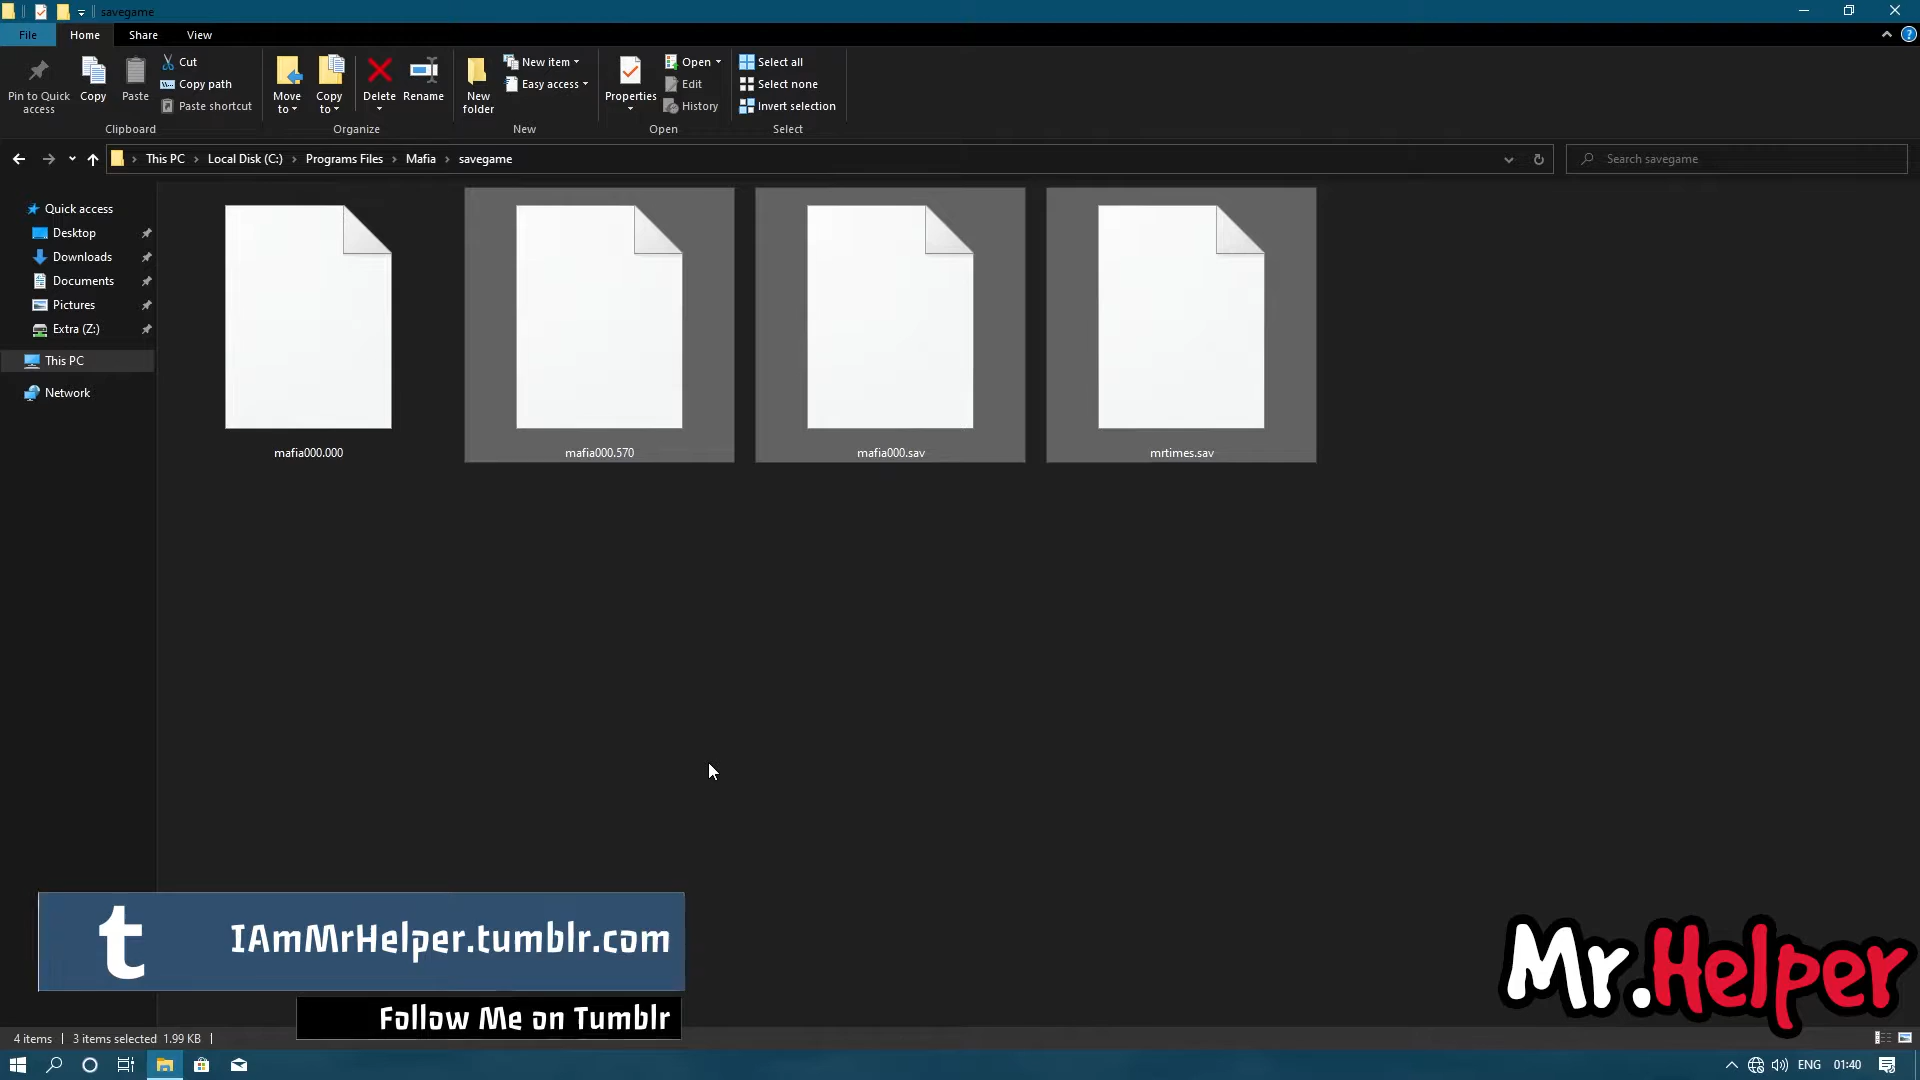 savegame
File Home Share View
Pin to Quick access
Copy
Paste
Cut
Copy path
Paste shortcut
Clipboard
Move to
Copy to
Delete
Rename
Organize
New folder
New item
Easy access
New
Properties
Open
Edit
History
Open
Select all
Select none
Invert selection
Select
This PC > Local Disk (C:) > Programs Files > Mafia > savegame
Search savegame
Quick access
Desktop
Downloads
Documents
Pictures
Extra (Z:)
This PC
Network
mafia000.000
mafia000.570
mafia000.sav
mrtimes.sav
t IAmMrHelper.tumblr.com
Follow Me on Tumblr
Mr.Helper
4 items 3 items selected 1.99 KB
ENG 01:40